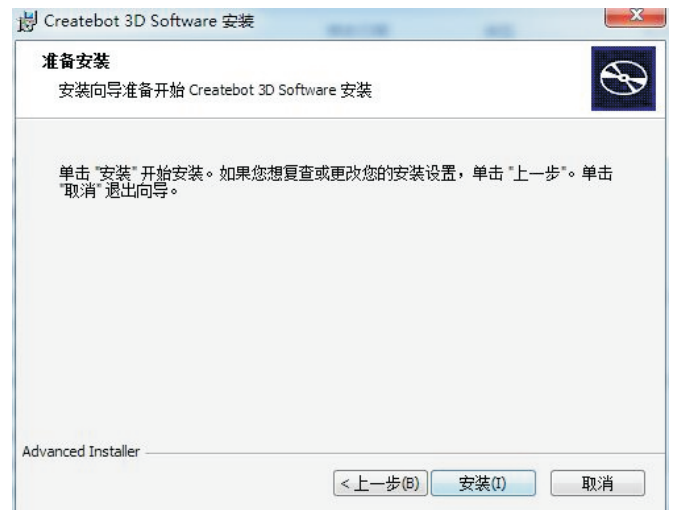 Createbot 3D Software 安装
准备安装
安装向导准备开始 Createbot 3D Software 安装
单击 "安装" 开始安装。如果您想复查或更改您的安装设置，单击 "上一步"。单击
"取消" 退出向导。
Advanced Installer
< 上一步(B) 安装(I) 取消